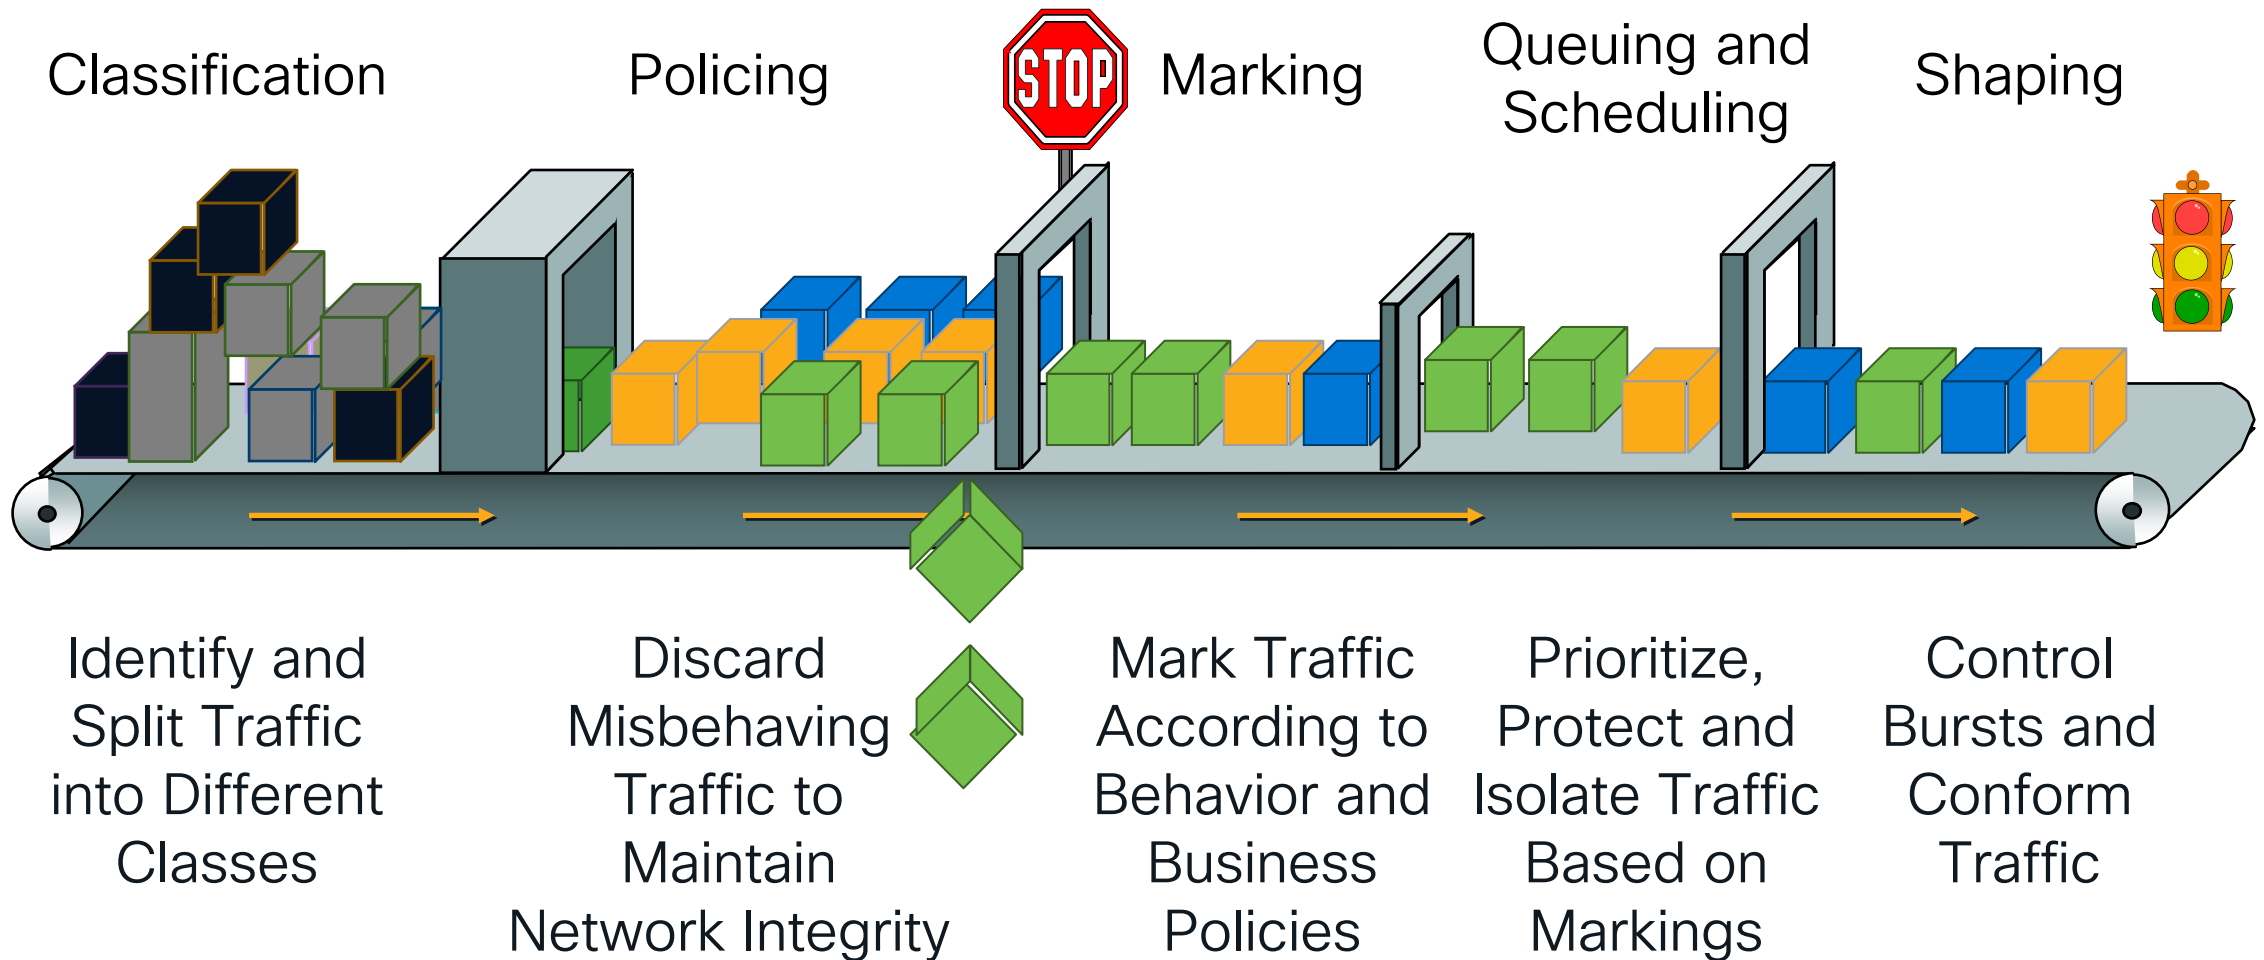 Classification
Policing
STOP
Marking
Queuing and
Scheduling
Shaping
Identify and
Split Traffic
into Different
Classes
Discard
Misbehaving
Traffic to
Maintain
Network Integrity
Mark Traffic
According to
Behavior and
Business
Policies
Prioritize,
Protect and
Isolate Traffic
Based on
Markings
Control
Bursts and
Conform
Traffic